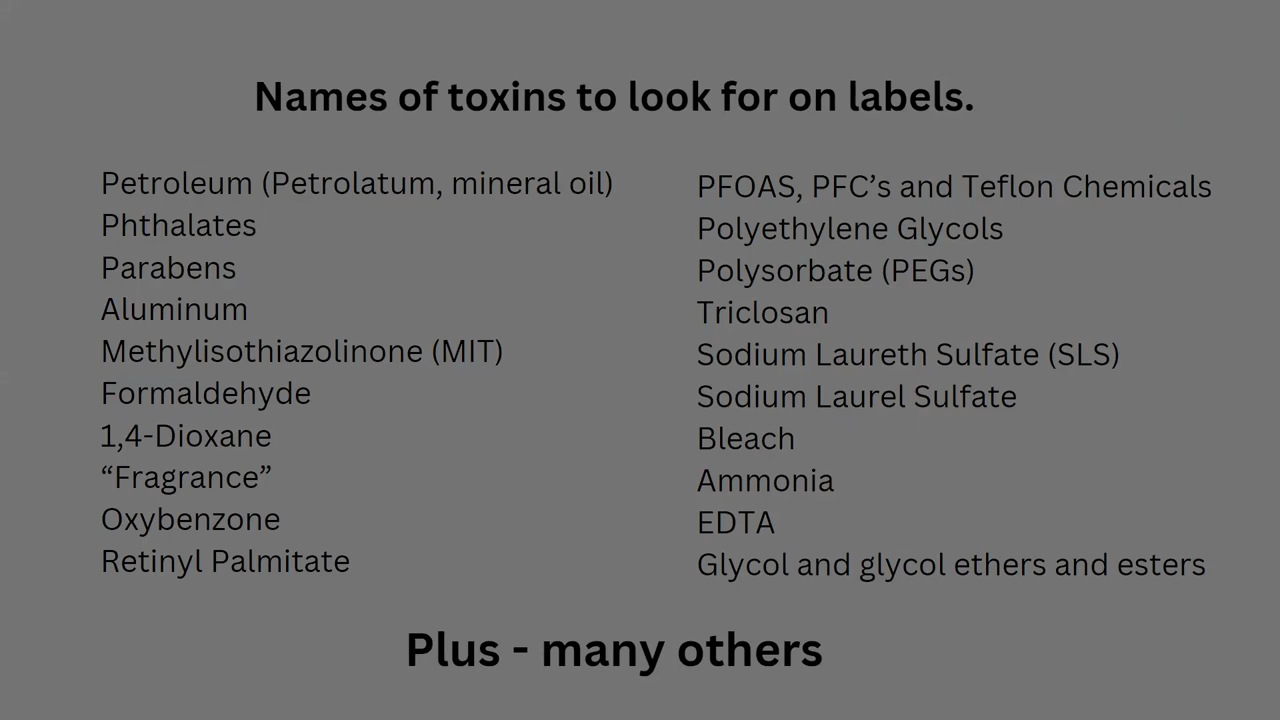 Names of toxins to look for on labels.
Petroleum (Petrolatum, mineral oil)
Phthalates
Parabens
Aluminum
Methylisothiazolinone (MIT)
Formaldehyde
1,4-Dioxane
“Fragrance”
Oxybenzone
Retinyl Palmitate
PFOAS, PFC’s and Teflon Chemicals
Polyethylene Glycols
Polysorbate (PEGs)
Triclosan
Sodium Laureth Sulfate (SLS)
Sodium Laurel Sulfate
Bleach
Ammonia
EDTA
Glycol and glycol ethers and esters
Plus - many others